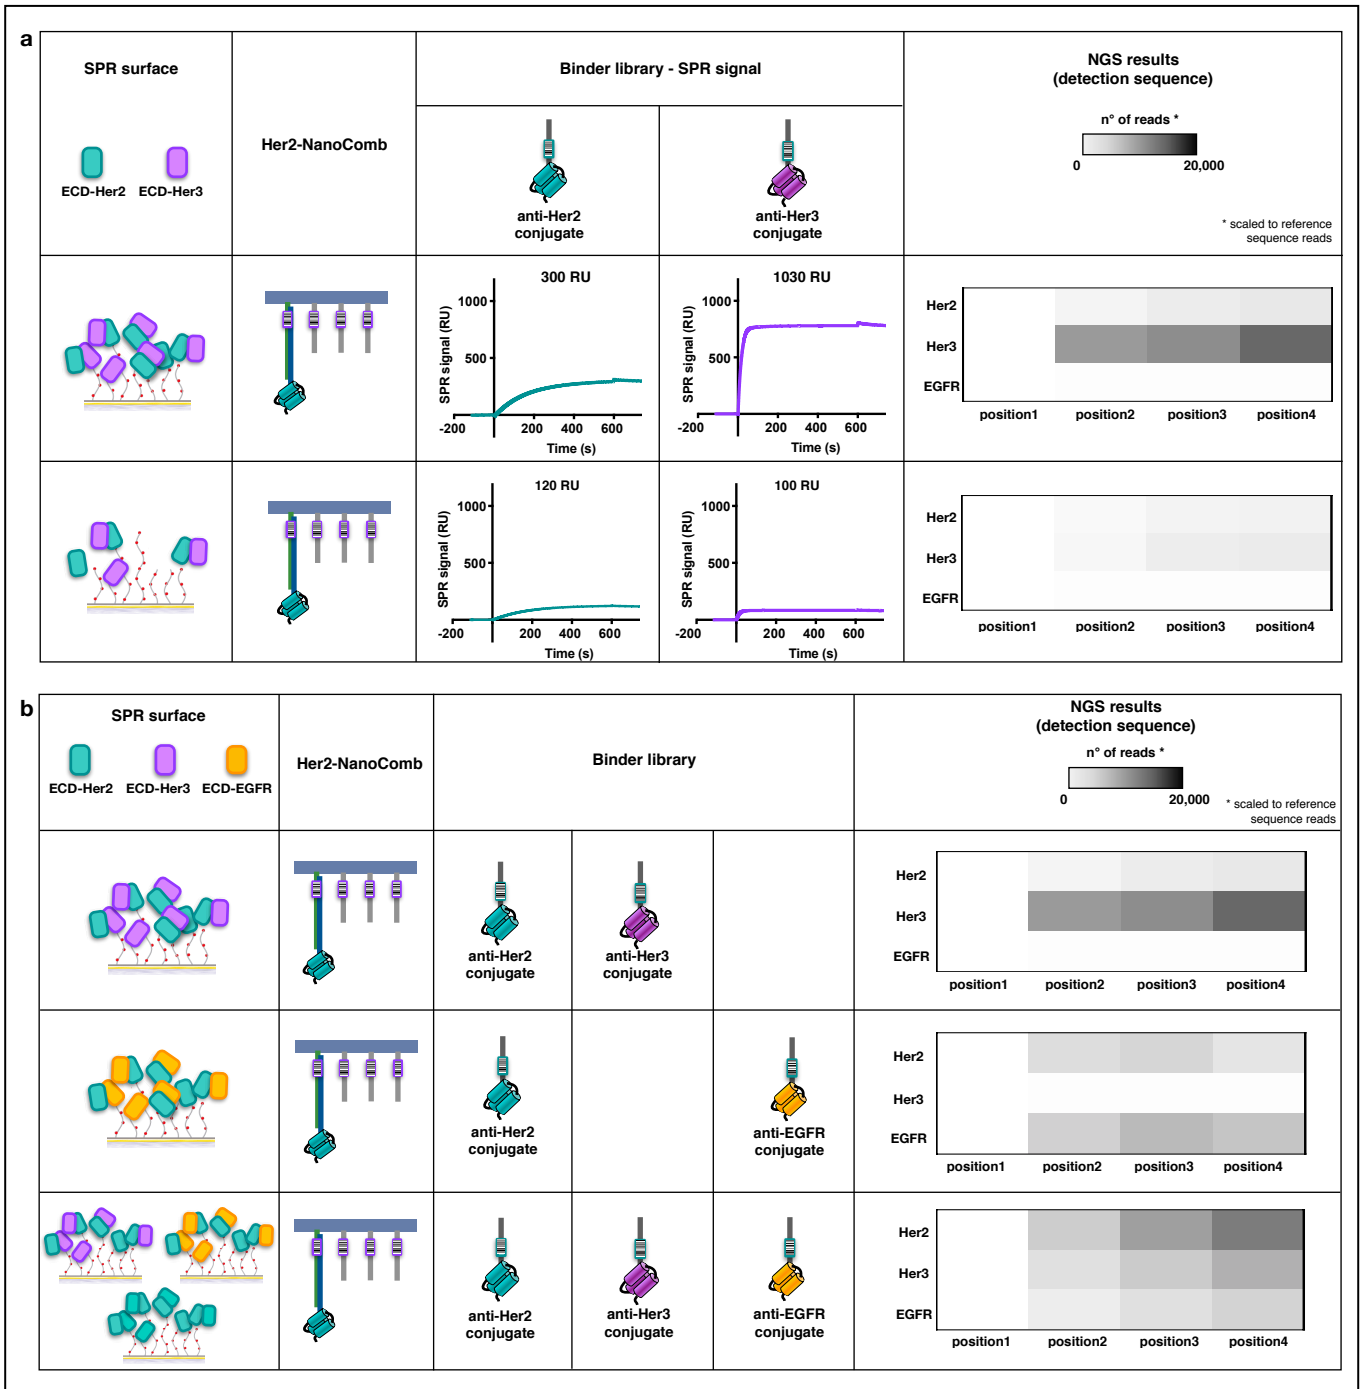 a
SPR surface
ECD-Her2 ECD-Her3
Her2-NanoComb
Binder library - SPR signal
anti-Her2
conjugate
anti-Her3
conjugate
NGS results
(detection sequence)
n° of reads *
0 20,000
* scaled to reference
sequence reads
300 RU
SPR signal (RU)
1000
500
-200 200 400 600
Time (s)
1030 RU
SPR signal (RU)
1000
500
-200 200 400 600
Time (s)
Her2
Her3
EGFR
position1 position2 position3 position4
120 RU
SPR signal (RU)
1000
500
-200 200 400 600
Time (s)
100 RU
SPR signal (RU)
1000
500
-200 200 400 600
Time (s)
Her2
Her3
EGFR
position1 position2 position3 position4
b
SPR surface
ECD-Her2 ECD-Her3 ECD-EGFR
Her2-NanoComb
Binder library
NGS results
(detection sequence)
n° of reads *
0 20,000
* scaled to reference
sequence reads
anti-Her2
conjugate
anti-Her3
conjugate
Her2
Her3
EGFR
position1 position2 position3 position4
anti-Her2
conjugate
anti-EGFR
conjugate
Her2
Her3
EGFR
position1 position2 position3 position4
anti-Her2
conjugate
anti-Her3
conjugate
anti-EGFR
conjugate
Her2
Her3
EGFR
position1 position2 position3 position4